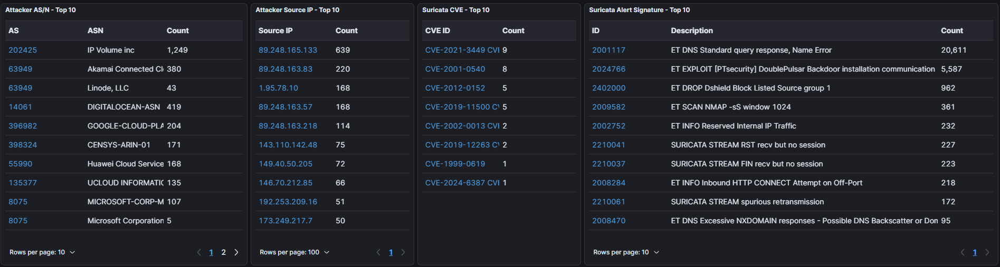 Attacker AS/N - Top 10
AS ASN Count
202425 IP Volume inc 1,249
63949 Akamai Connected Cl 380
63949 Linode, LLC 43
14061 DIGITALOCEAN-ASN 419
396982 GOOGLE-CLOUD-PLA 204
398324 CENSYS-ARIN-01 171
55990 Huawei Cloud Service 168
135377 UCLOUD INFORMATIC 135
8075 MICROSOFT-CORP-M 107
8075 Microsoft Corporation 5
Rows per page: 10 1 2
Attacker Source IP - Top 10
Source IP Count
89.248.165.133 639
89.248.163.83 220
1.95.78.10 168
89.248.163.57 168
89.248.163.218 114
143.110.142.48 75
149.40.50.205 72
146.70.212.85 66
192.253.209.16 51
173.249.217.7 50
Rows per page: 100 1
Suricata CVE - Top 10
CVE ID Count
CVE-2021-3449 CVE 9
CVE-2001-0540 8
CVE-2012-0152 5
CVE-2019-11500 CV 5
CVE-2002-0013 CVE 2
CVE-2019-12263 CV 2
CVE-1999-0619 1
CVE-2024-6387 CVE 1
Suricata Alert Signature - Top 10
ID Description Count
2001117 ET DNS Standard query response, Name Error 20,611
2024766 ET EXPLOIT [PTsecurity] DoublePulsar Backdoor installation communication 5,587
2402000 ET DROP Dshield Block Listed Source group 1 962
2009582 ET SCAN NMAP -sS window 1024 361
2002752 ET INFO Reserved Internal IP Traffic 232
2210041 SURICATA STREAM RST recv but no session 227
2210037 SURICATA STREAM FIN recv but no session 223
2008284 ET INFO Inbound HTTP CONNECT Attempt on Off-Port 218
2210061 SURICATA STREAM spurious retransmission 172
2008470 ET DNS Excessive NXDOMAIN responses - Possible DNS Backscatter or Dom 95
Rows per page: 10 1